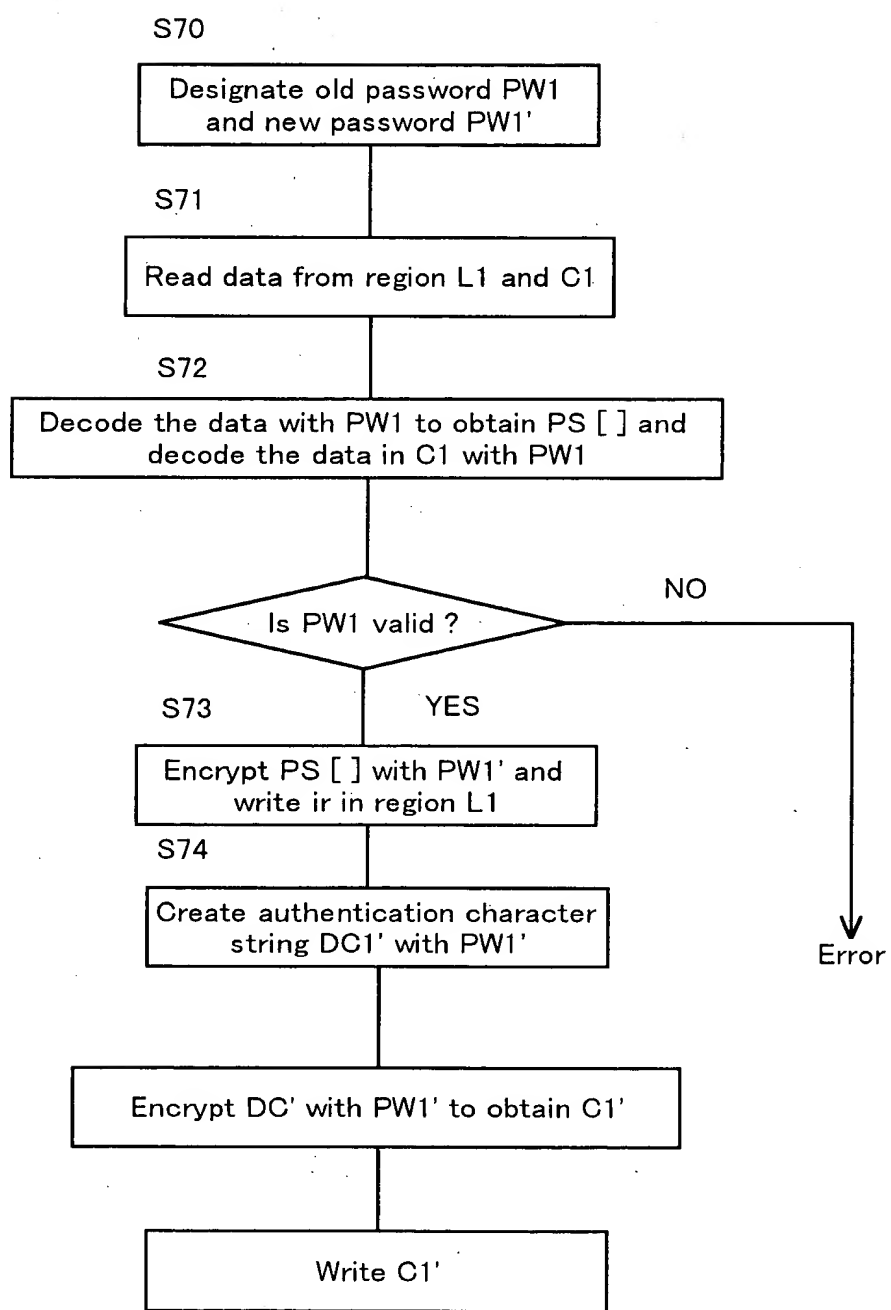 S70
Designate old password PW1
and new password PW1'
S71
Read data from region L1 and C1
S72
Decode the data with PW1 to obtain PS [ ] and
decode the data in C1 with PW1
Is PW1 valid ?
NO
S73
YES
Encrypt PS [ ] with PW1' and
write ir in region L1
S74
Create authentication character
string DC1' with PW1'
Error
Encrypt DC' with PW1' to obtain C1'
Write C1'